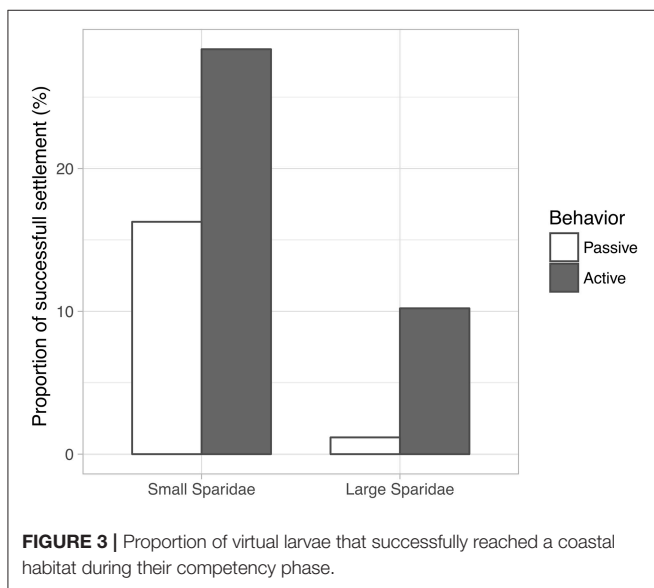 Proportion of successfull settlement (%)
20
10
0
Small Sparidae Large Sparidae
Behavior
Passive
Active
FIGURE 3 | Proportion of virtual larvae that successfully reached a coastal
habitat during their competency phase.